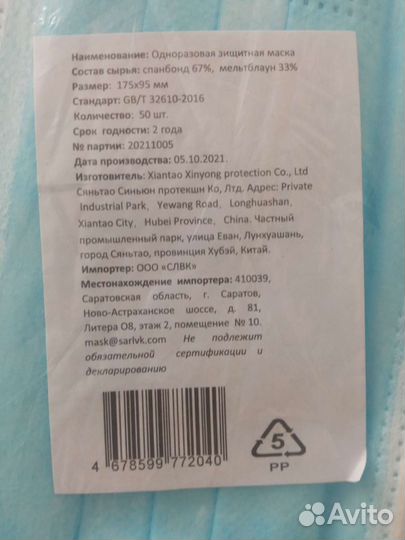 Наименование: Одноразовая зищитная маска
Состав сырья: спанбонд 67%, мельтблаун 33%
Размер: 175х95 мм
Стандарт: GB/T 32610-2016
Количество: 50 шт.
Срок годности: 2 года
№ партии: 20211005
Дата производства: 05.10.2021.
Изготовитель: Xiantao Xinyong protection Co., Ltd
Сяньтао Синьюн протекшн Ко, Лтд. Адрес: Private
Industrial Park, Yewang Road, Longhuashan,
Xiantao City, Hubei Province, China. Частный
промышленный парк, улица Еван, Лунхуашань,
город Сяньтао, провинция Хубэй, Китай.
Импортер: ООО «СЛВК»
Местонахождение импортера: 410039,
Саратовская область, г. Саратов,
Ново-Астраханское шоссе, д. 81,
Литера О8, этаж 2, помещение № 10.
mask@sarlvk.com Не подлежит
обязательной сертификации и
декларированию
4 678599 772040
5
PP
Avito